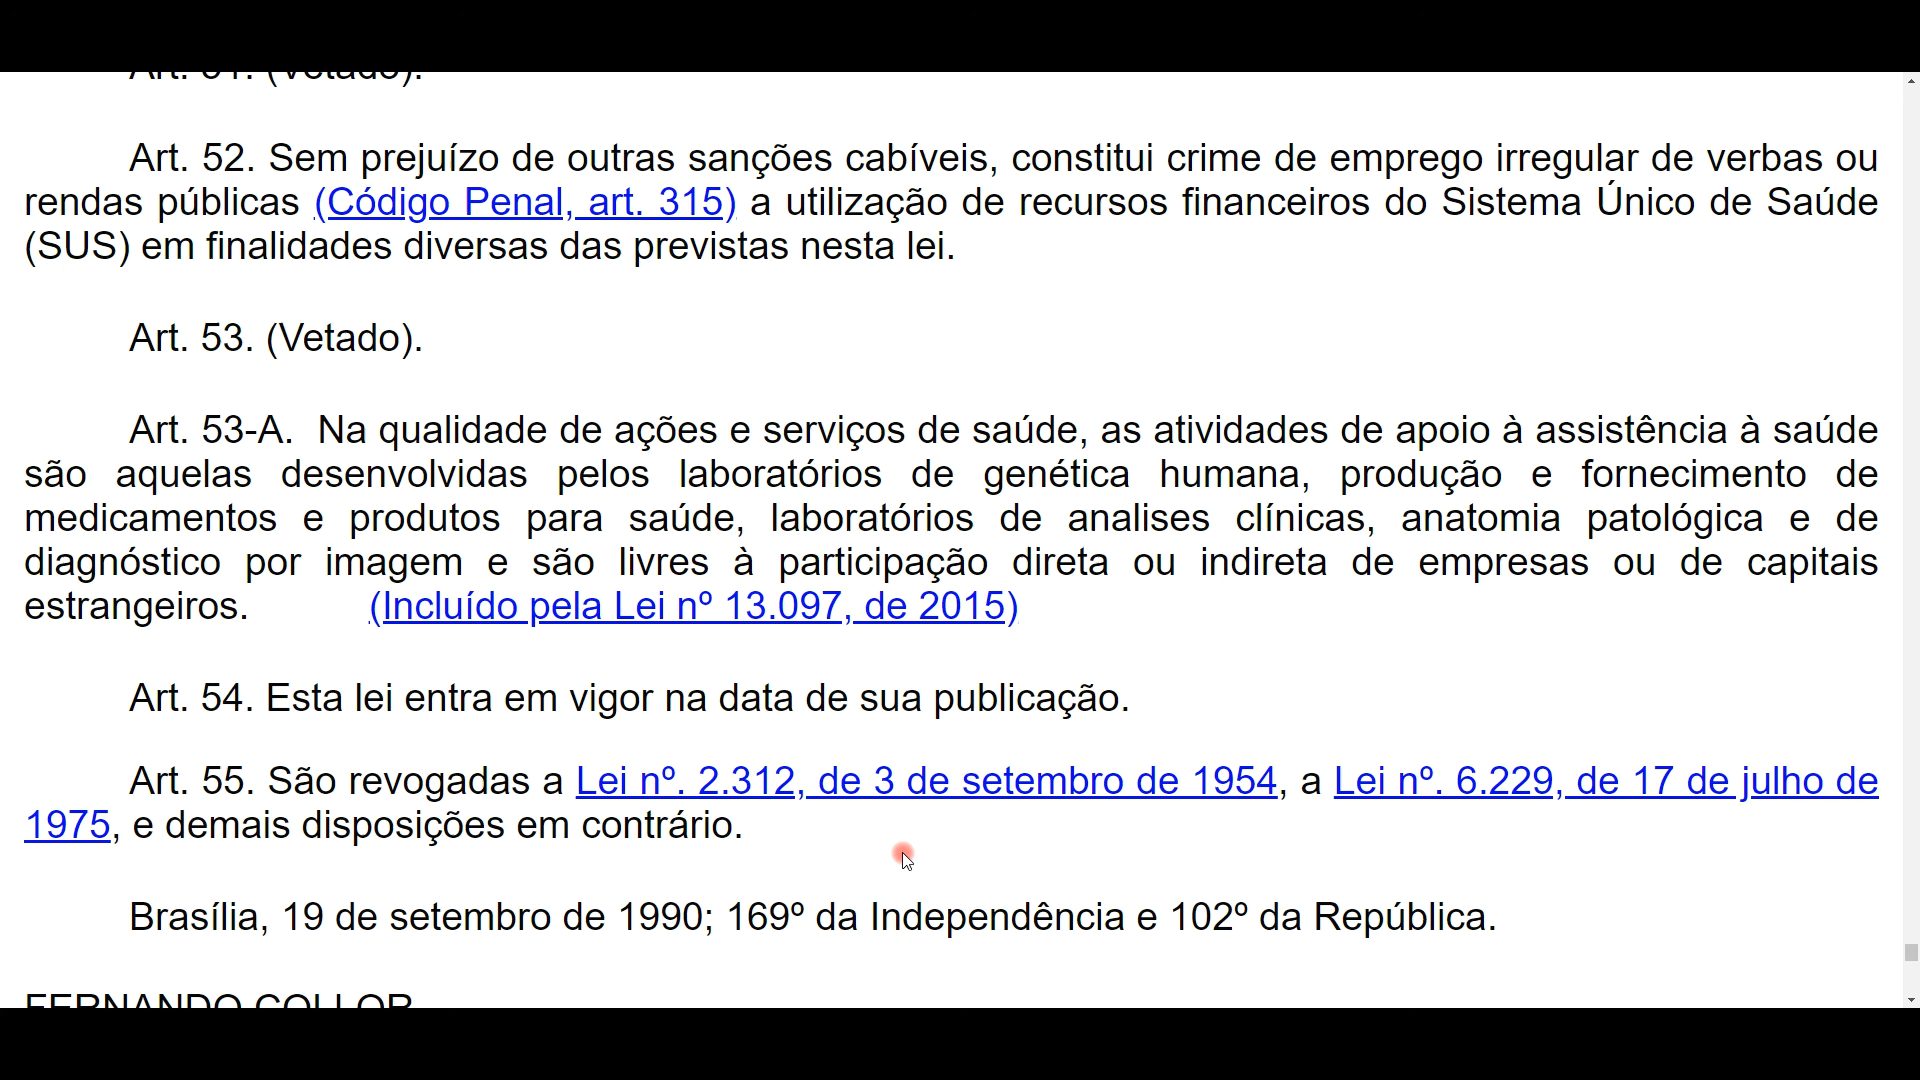 Art. 51. (Vetado).
Art. 52. Sem prejuízo de outras sanções cabíveis, constitui crime de emprego irregular de verbas ou
rendas públicas (Código Penal, art. 315) a utilização de recursos financeiros do Sistema Único de Saúde
(SUS) em finalidades diversas das previstas nesta lei.
Art. 53. (Vetado).
Art. 53-A. Na qualidade de ações e serviços de saúde, as atividades de apoio à assistência à saúde
são aquelas desenvolvidas pelos laboratórios de genética humana, produção e fornecimento de
medicamentos e produtos para saúde, laboratórios de analises clínicas, anatomia patológica e de
diagnóstico por imagem e são livres à participação direta ou indireta de empresas ou de capitais
estrangeiros. (Incluído pela Lei nº 13.097, de 2015)
Art. 54. Esta lei entra em vigor na data de sua publicação.
Art. 55. São revogadas a Lei nº. 2.312, de 3 de setembro de 1954, a Lei nº. 6.229, de 17 de julho de
1975, e demais disposições em contrário.
Brasília, 19 de setembro de 1990; 169º da Independência e 102º da República.
FERNANDO COLLOR